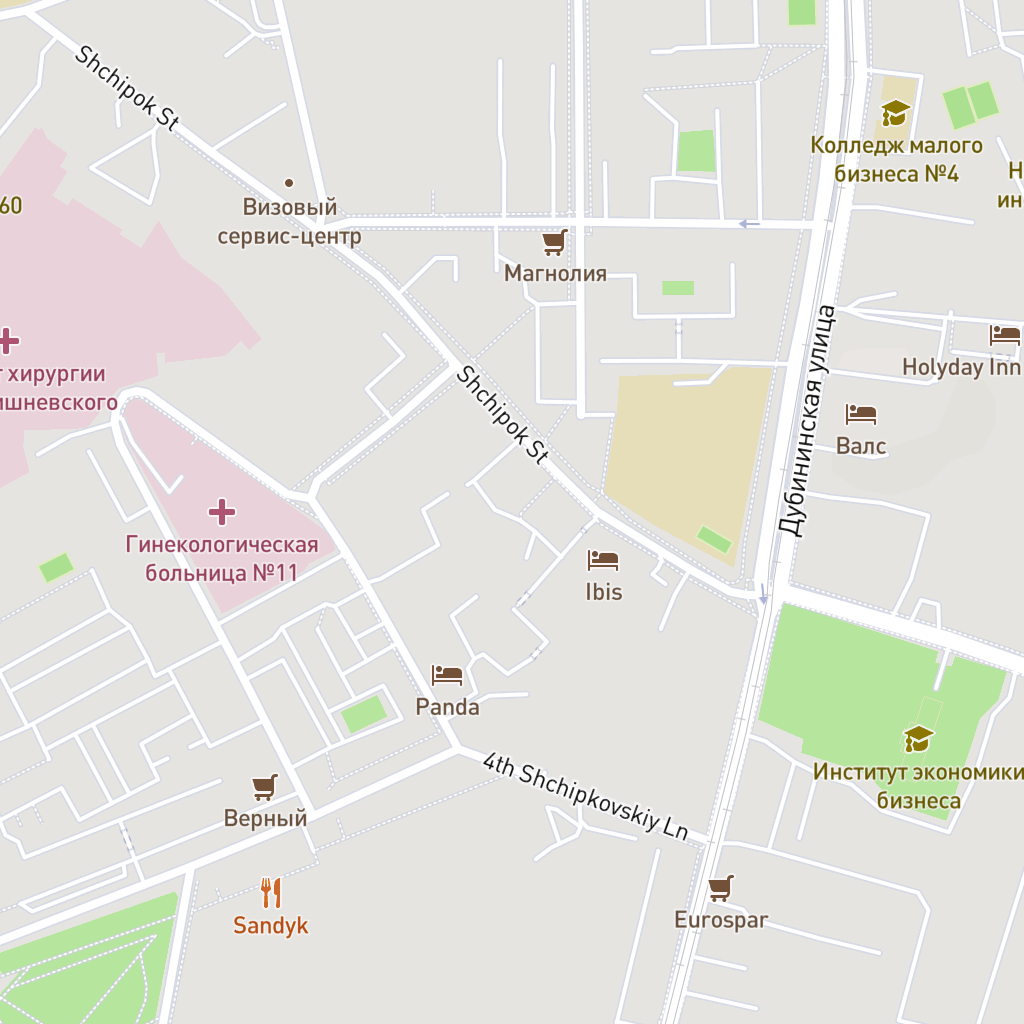 Shchipok St
Колледж малого
бизнеса №4
Н
ин
60
Визовый
сервис-центр
Магнолия
т хирургии
ишневского
Holyday Inn
Дубининская улица
Shchipok St
Валс
Гинекологическая
больница №11
Ibis
Panda
4th Shchipkovskiy Ln
Институт экономики
бизнеса
Верный
Eurospar
Sandyk